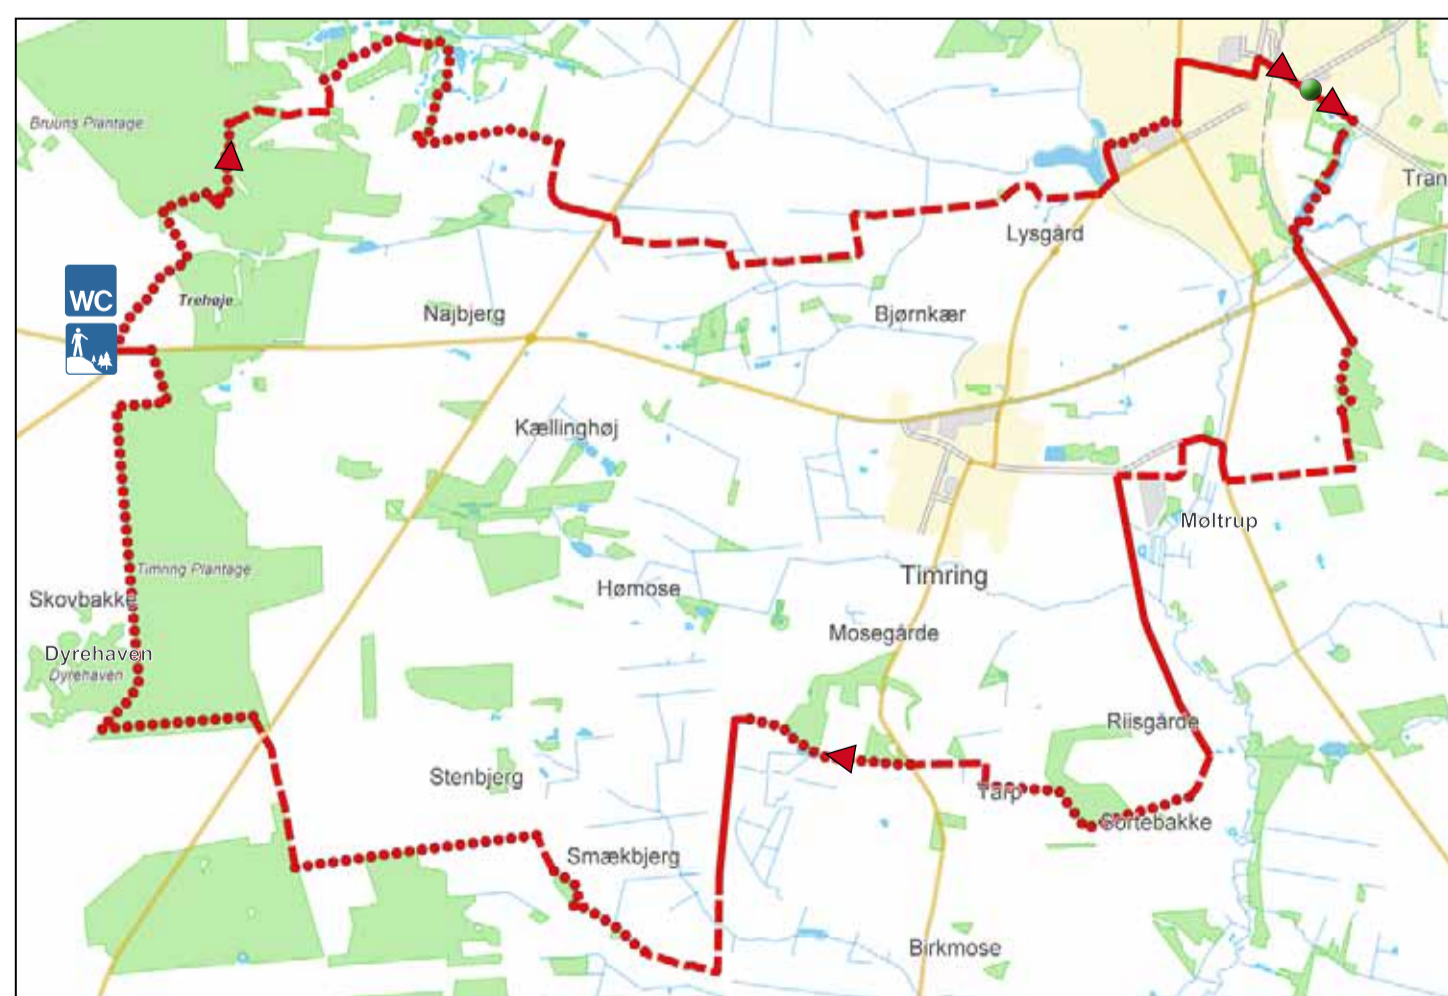 Bruuns Plantage
Tran
Lysgård
WC
Trehøje
Najbjerg
Bjørnkær
Kællinghøj
Møltrup
Timring Plantage
Timring
Hømose
Skovbakke
Mosegårde
Dyrehaven
Dyrehaven
Riisgårde
Stenbjerg
Tarp
Sortebakke
Smækbjerg
Birkmose